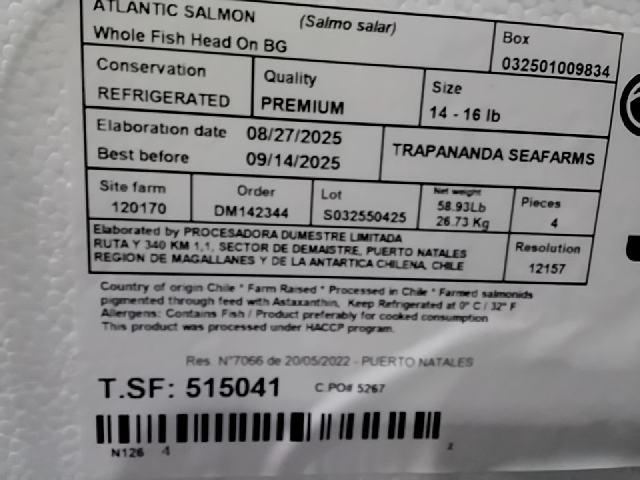 ATLANTIC SALMON (Salmo salar)
Whole Fish Head On BG
Box
032501009834
Conservation
REFRIGERATED
Quality
PREMIUM
Size
14 - 16 lb
Elaboration date 08/27/2025
Best before 09/14/2025
TRAPANANDA SEAFARMS
Site farm
120170
Order
DM142344
Lot
S032550425
Net weight
58.93Lb
26.73 Kg
Pieces
4
Elaborated by PROCESADORA DUMESTRE LIMITADA
RUTA Y 340 KM 1,1, SECTOR DE DEMAISTRE, PUERTO NATALES
REGION DE MAGALLANES Y DE LA ANTARTICA CHILENA, CHILE
Resolution
12157
Country of origin Chile * Farm Raised * Processed in Chile * Farmed salmonids
pigmented through feed with Astaxanthin, Keep Refrigerated at 0° C / 32° F
Allergens: Contains Fish / Product preferably for cooked consumption
This product was processed under HACCP program.
Res. N°7066 de 20/05/2022 - PUERTO NATALES
T.SF: 515041 C.PO# 5267
N126 4 2